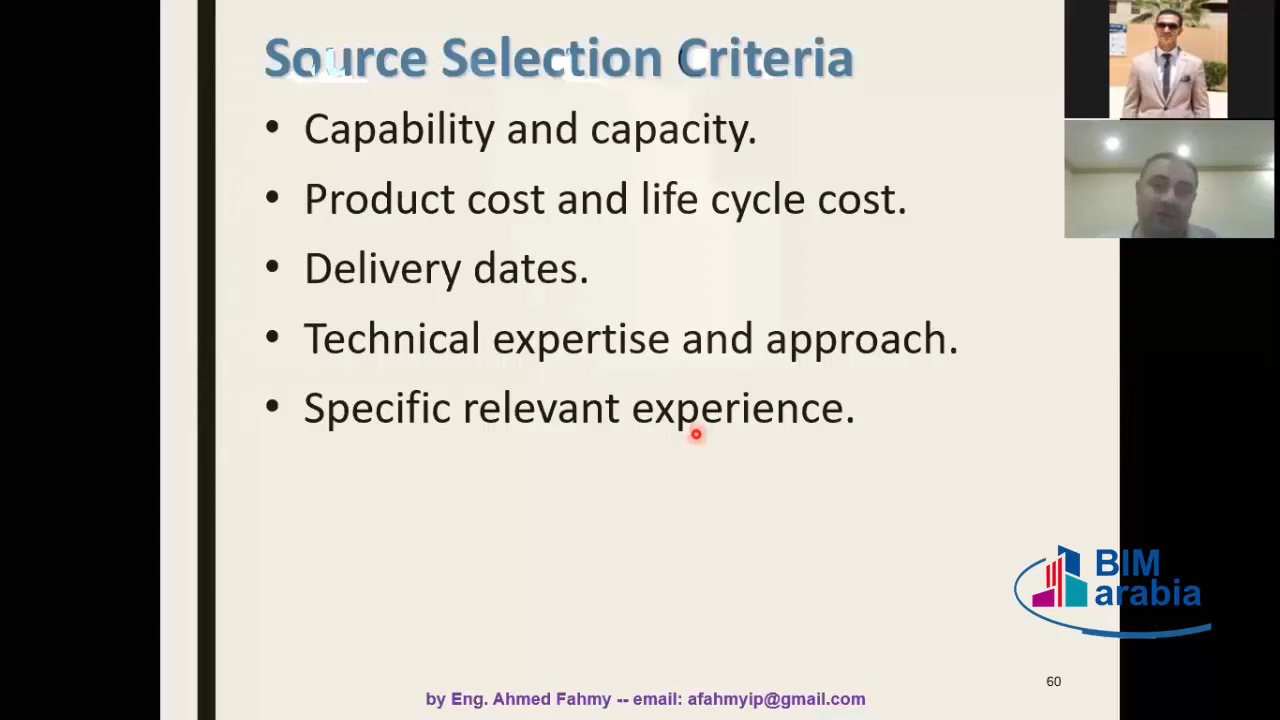 Source Selection Criteria
• Capability and capacity.
• Product cost and life cycle cost.
• Delivery dates.
• Technical expertise and approach.
• Specific relevant experience.
BIM
arabia
60
by Eng. Ahmed Fahmy -- email: afahmyip@gmail.com